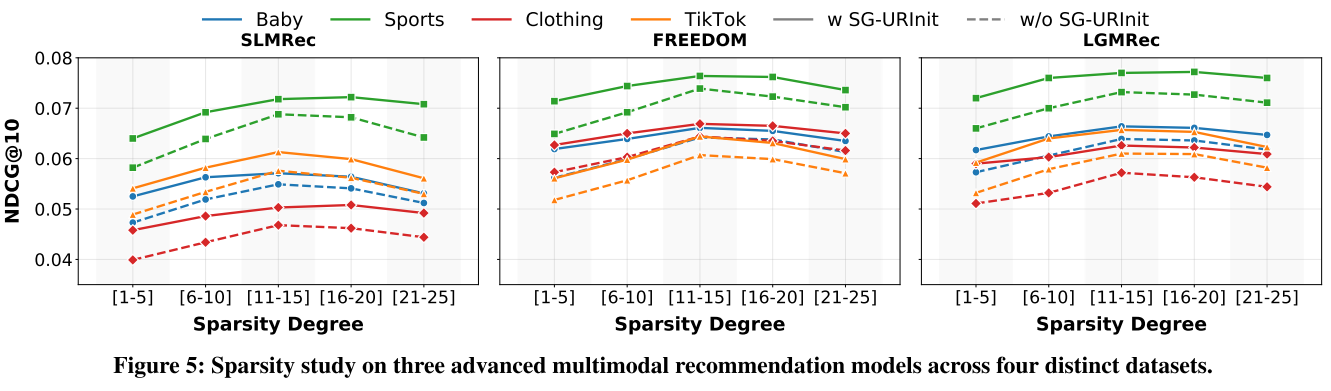 Baby Sports Clothing TikTok w SG-URInit w/o SG-URInit
SLMRec FREEDOM LGMRec
NDCG@10
0.08
0.07
0.06
0.05
0.04
[1-5] [6-10] [11-15] [16-20] [21-25] [1-5] [6-10] [11-15] [16-20] [21-25] [1-5] [6-10] [11-15] [16-20] [21-25]
Sparsity Degree Sparsity Degree Sparsity Degree
Figure 5: Sparsity study on three advanced multimodal recommendation models across four distinct datasets.